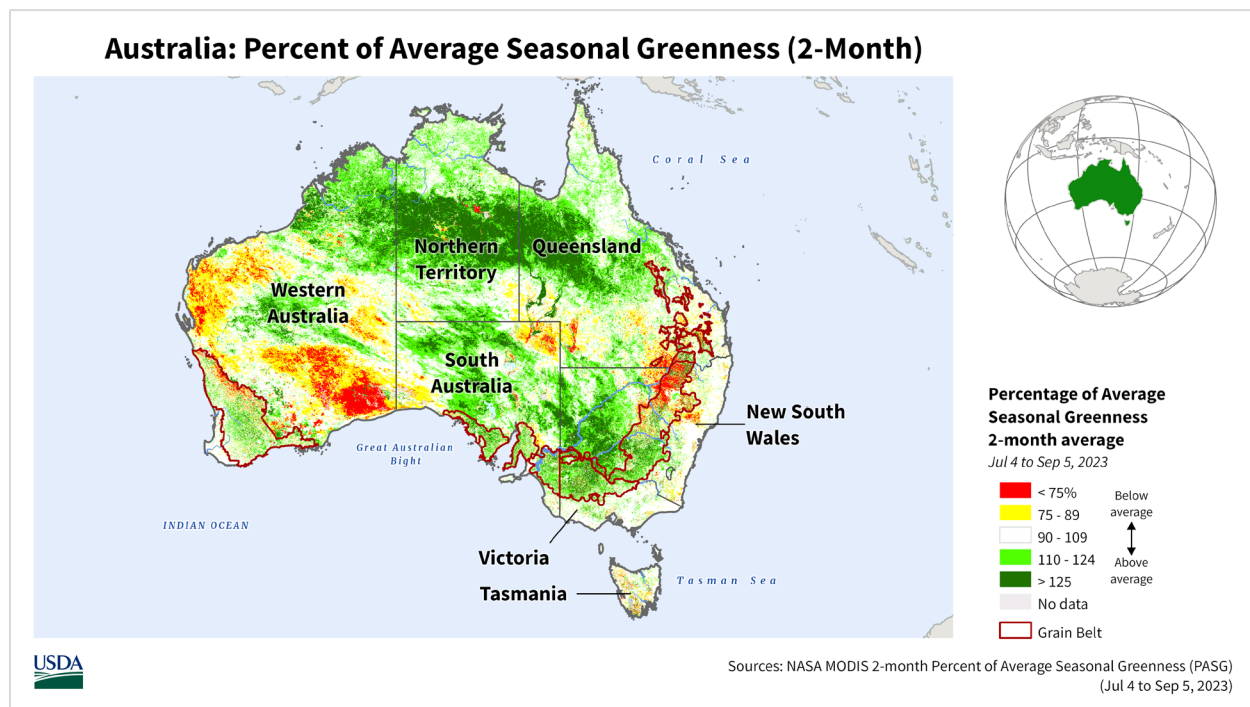 Australia: Percent of Average Seasonal Greenness (2-Month)
Coral Sea
Northern
Territory
Queensland
Western
Australia
South
Australia
New South
Wales
Great Australian
Bight
INDIAN OCEAN
Victoria
Tasmania
Tasman Sea
Percentage of Average
Seasonal Greenness
2-month average
Jul 4 to Sep 5, 2023
< 75%
75 - 89
90 - 109
110 - 124
> 125
No data
Grain Belt
Below
average
Above
average
USDA
Sources: NASA MODIS 2-month Percent of Average Seasonal Greenness (PASG)
(Jul 4 to Sep 5, 2023)